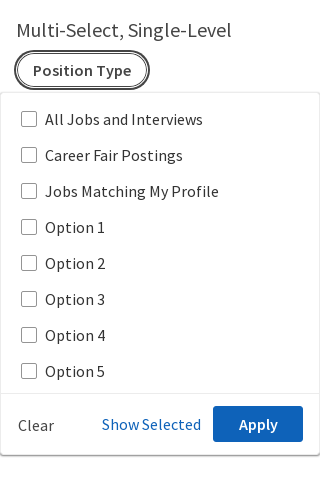 Multi-Select, Single-Level
Position Type
All Jobs and Interviews
Career Fair Postings
Jobs Matching My Profile
Option 1
Option 2
Option 3
Option 4
Option 5
Clear
Show Selected
Apply